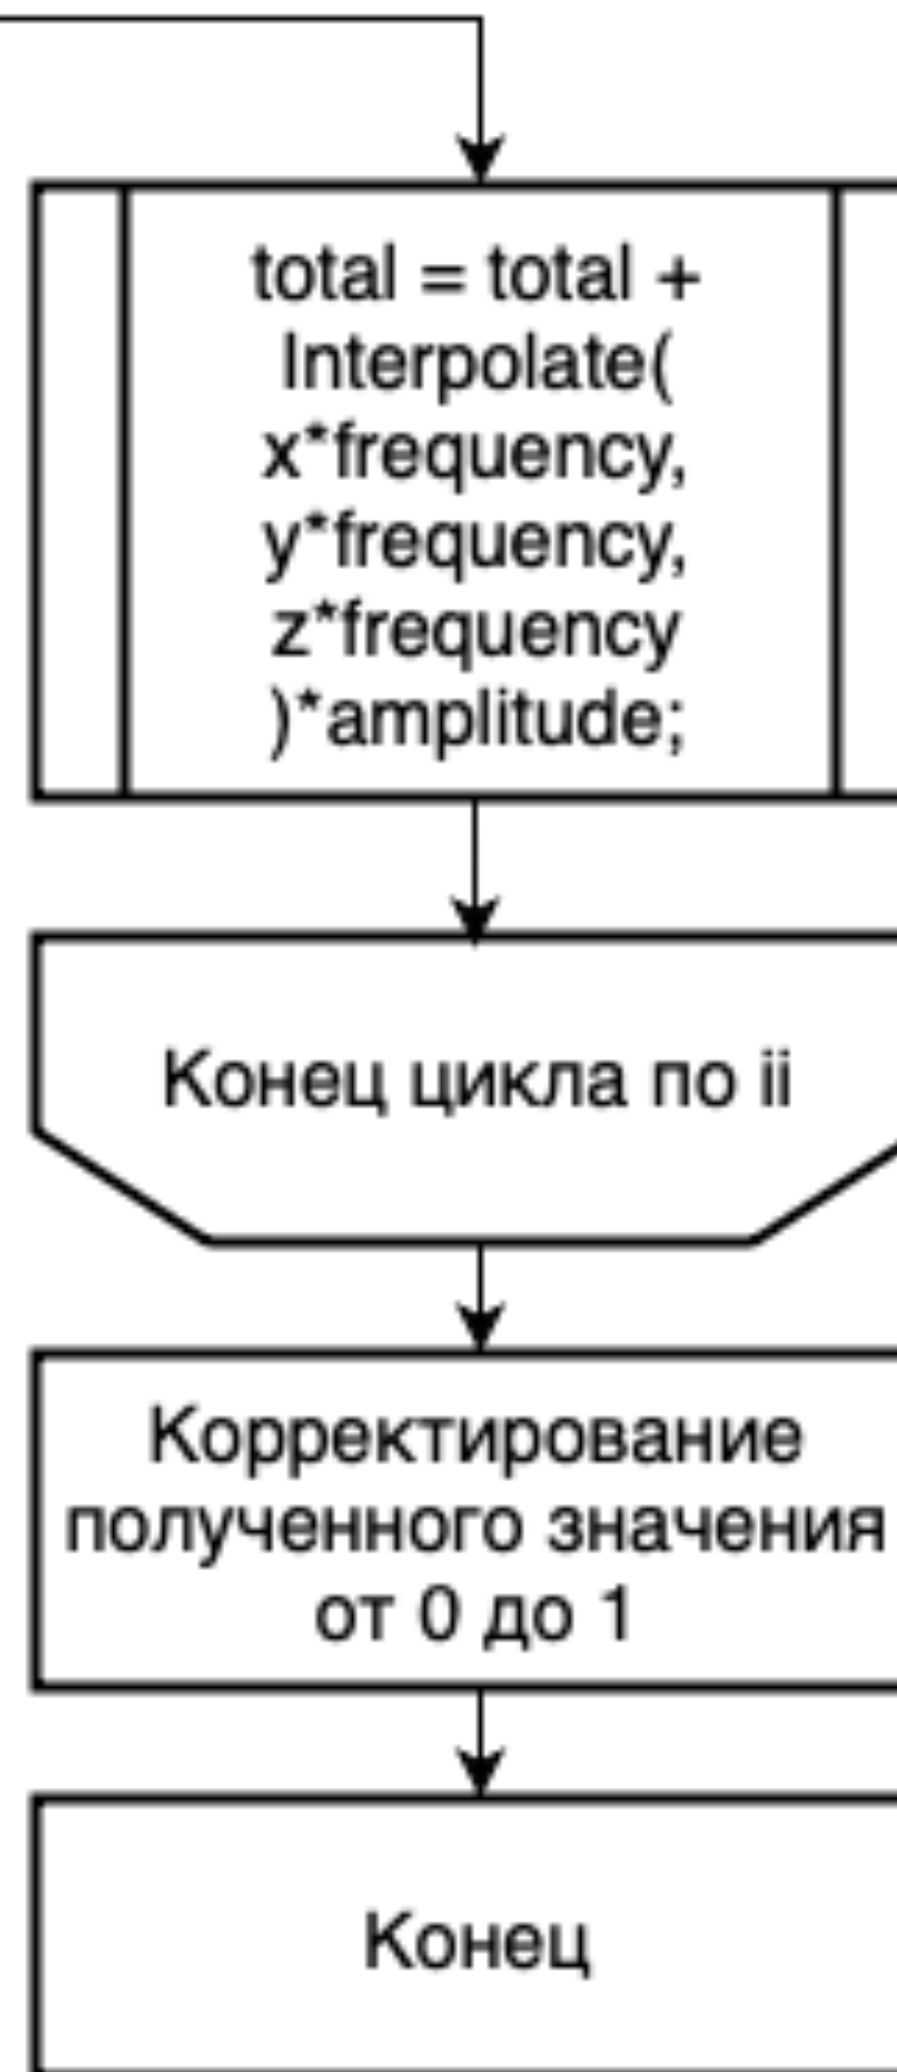 total = total +
Interpolate(
x*frequency,
y*frequency,
z*frequency
)*amplitude;
Конец цикла по ii
Корректирование
полученного значения
от 0 до 1
Конец